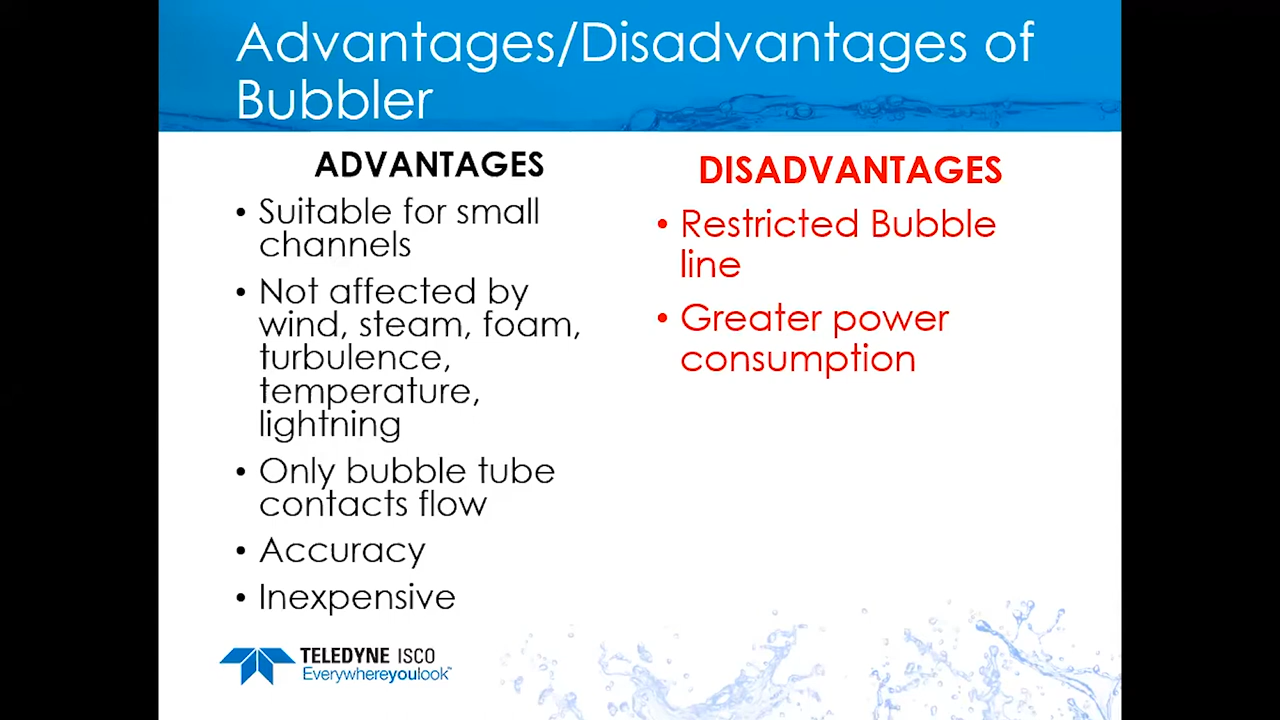 Advantages/Disadvantages of
Bubbler
ADVANTAGES
• Suitable for small
channels
• Not affected by
wind, steam, foam,
turbulence,
temperature,
lightning
• Only bubble tube
contacts flow
• Accuracy
• Inexpensive
DISADVANTAGES
• Restricted Bubble
line
• Greater power
consumption
TELEDYNE ISCO
Everywhereyoulook™